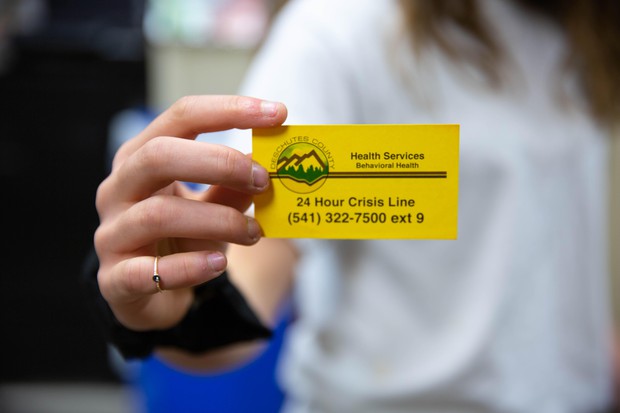 DESCHUTES COUNTY
Health Services
Behavioral Health
24 Hour Crisis Line
(541) 322-7500 ext 9